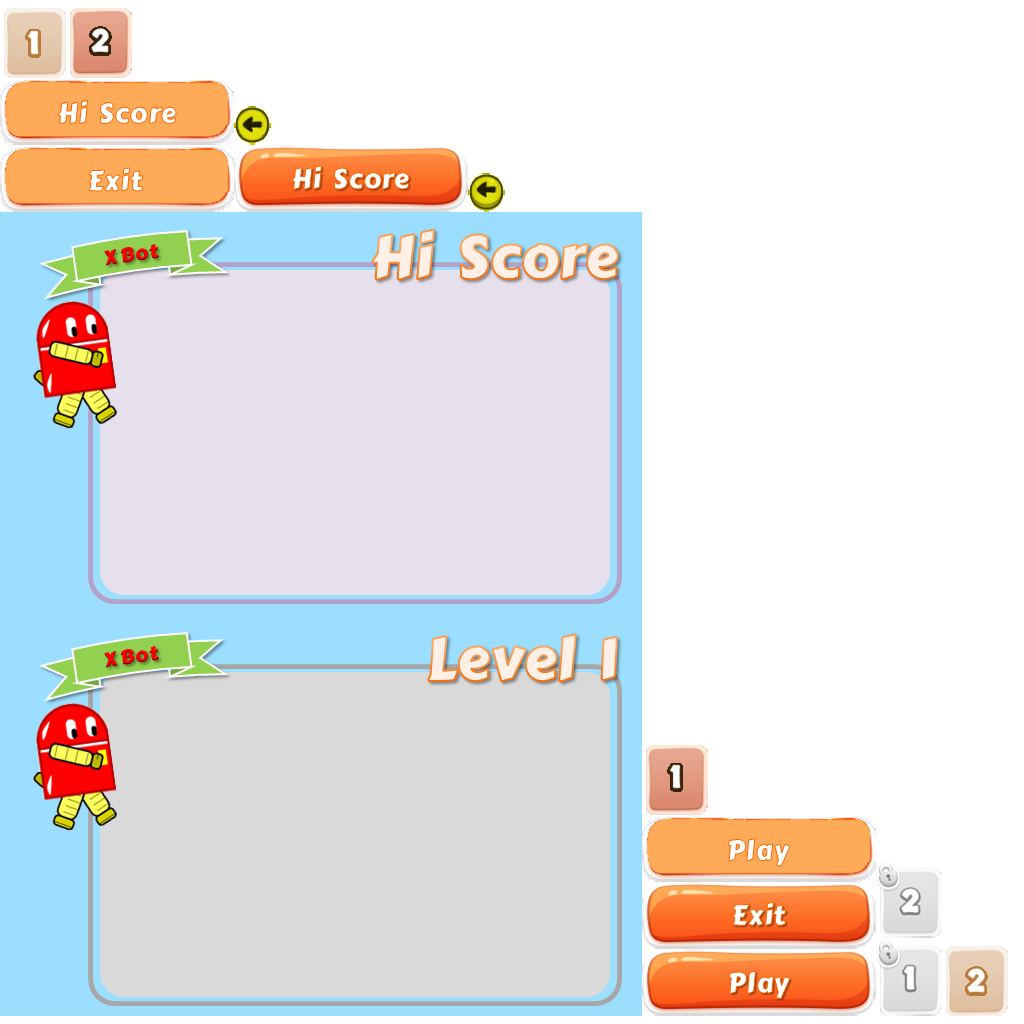 1 2
Hi Score
Exit Hi Score
X Bot Hi Score
X Bot Level 1
1
Play
Exit 2
Play 1 2